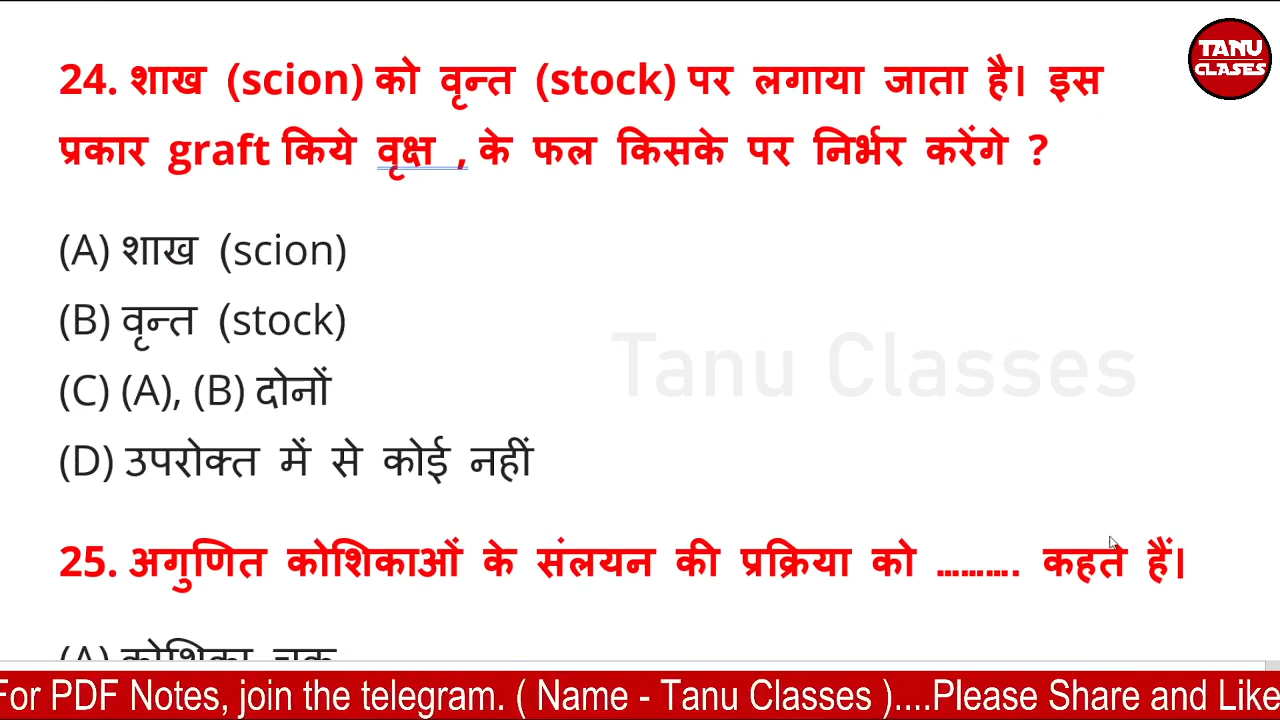 TANU
CLASES
24. शाख (scion) को वृन्त (stock) पर लगाया जाता है। इस
प्रकार graft किये वृक्ष , के फल किसके पर निर्भर करेंगे ?
(A) शाख (scion)
(B) वृन्त (stock)
Tanu Classes
(C) (A), (B) दोनों
(D) उपरोक्त में से कोई नहीं
25. अगुणित कोशिकाओं के संलयन की प्रक्रिया को ………. कहते हैं।
(A) कोशिका चक्र
For PDF Notes, join the telegram. ( Name - Tanu Classes )....Please Share and Like